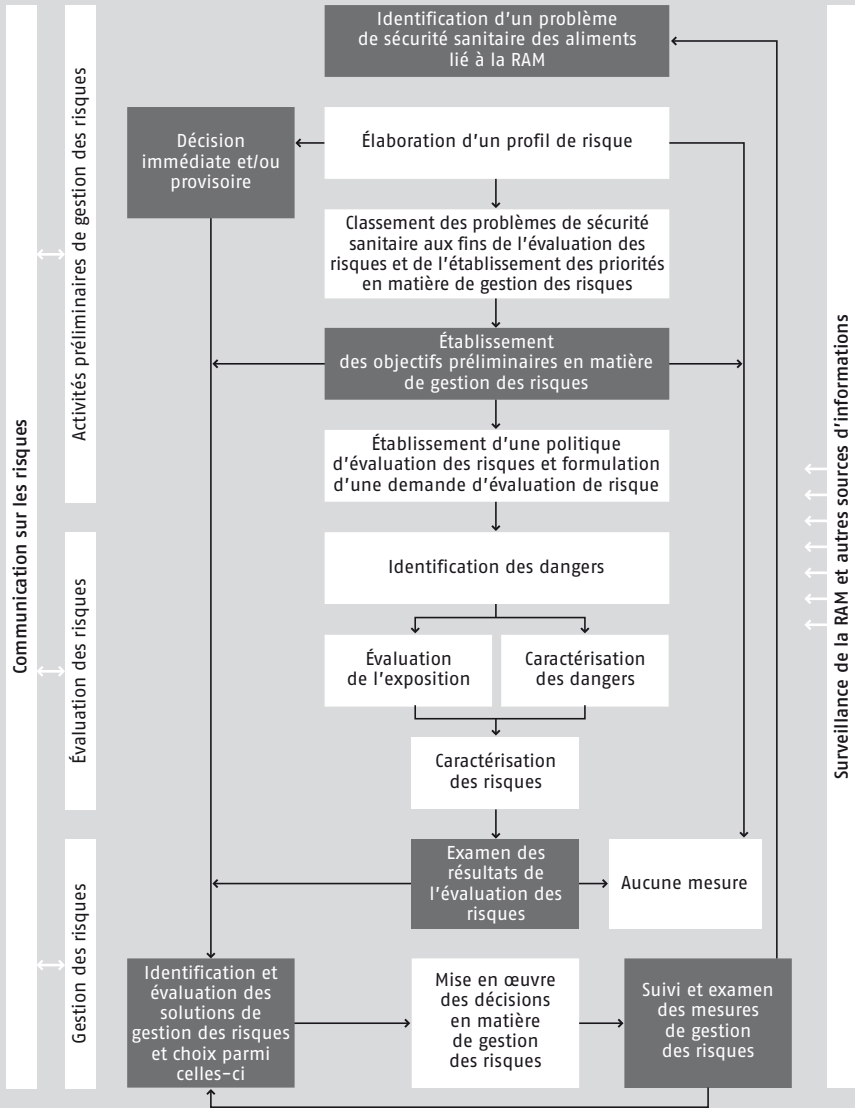 Identification d'un problème
de sécurité sanitaire des aliments
lié à la RAM
Décision
immédiate et/ou
provisoire
Élaboration d'un profil de risque
Classement des problèmes de sécurité
sanitaire aux fins de l'évaluation des
risques et de l'établissement des priorités
en matière de gestion des risques
Établissement
des objectifs préliminaires en matière
de gestion des risques
Établissement d'une politique
d'évaluation des risques et formulation
d'une demande d'évaluation de risque
Identification des dangers
Évaluation
de l'exposition
Caractérisation
des dangers
Caractérisation
des risques
Examen des
résultats de
l'évaluation des
risques
Aucune mesure
Identification et
évaluation des
solutions de
gestion des risques
et choix parmi
celles-ci
Mise en œuvre
des décisions
en matière
de gestion
des risques
Suivi et examen
des mesures
de gestion
des risques
Communication sur les risques
Activités préliminaires de gestion des risques
Évaluation des risques
Gestion des risques
Surveillance de la RAM et autres sources d'informations